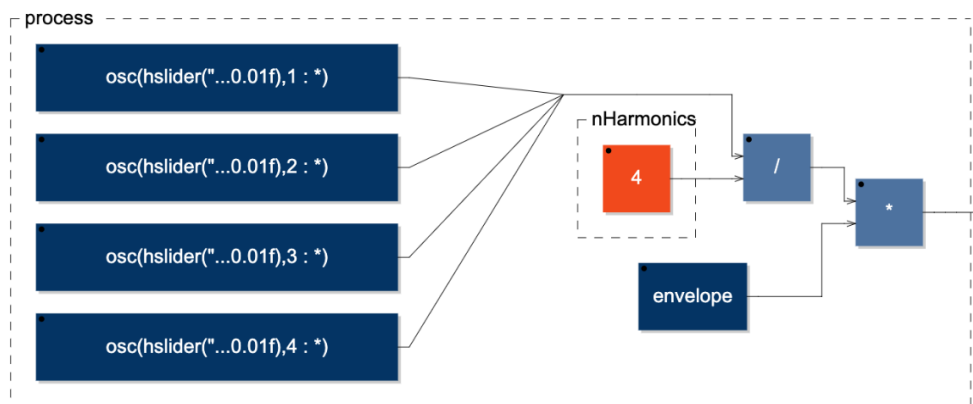 process
osc(hslider("...0.01f),1 : *)
osc(hslider("...0.01f),2 : *)
osc(hslider("...0.01f),3 : *)
osc(hslider("...0.01f),4 : *)
nHarmonics
4
/
*
envelope